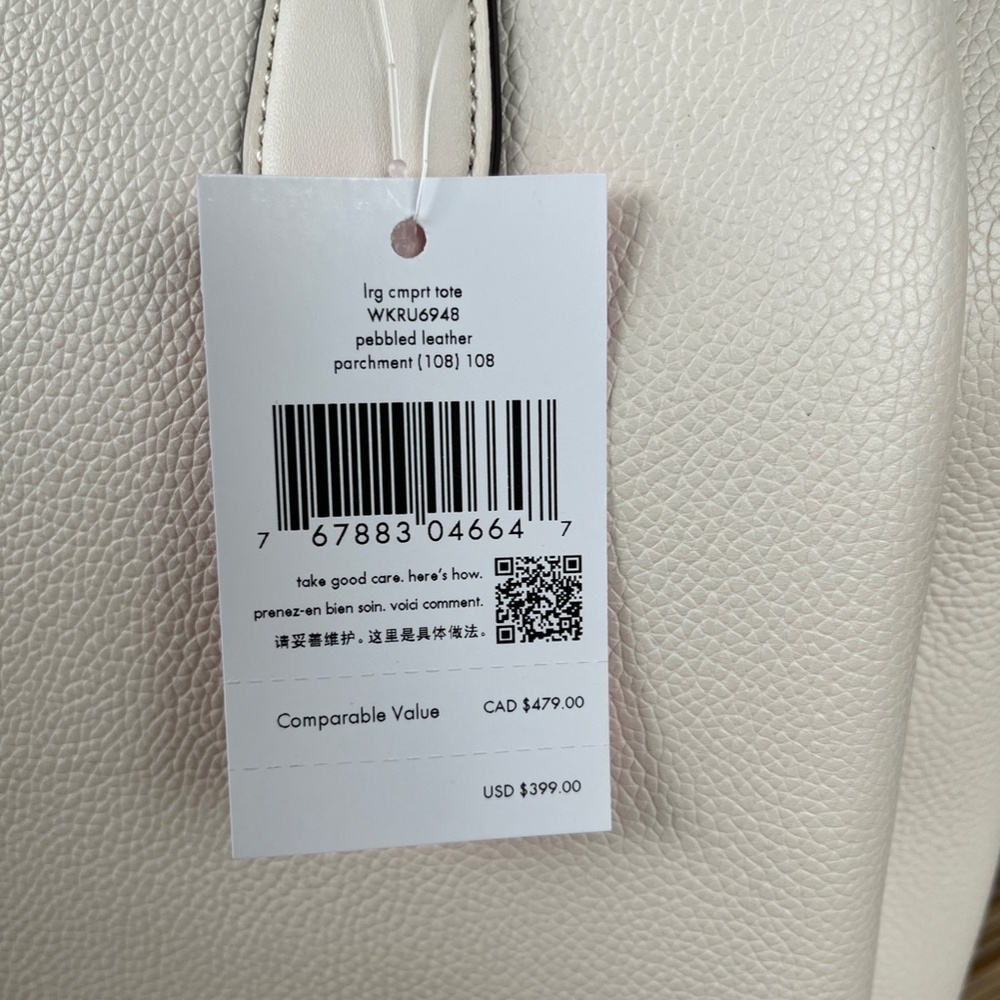 lrg cmprt tote
WKRU6948
pebbled leather
parchment (108) 108
7 67883 04664 7
take good care. here's how.
prenez-en bien soin. voici comment.
请妥善维护。这里是具体做法。
Comparable Value CAD $479.00
USD $399.00